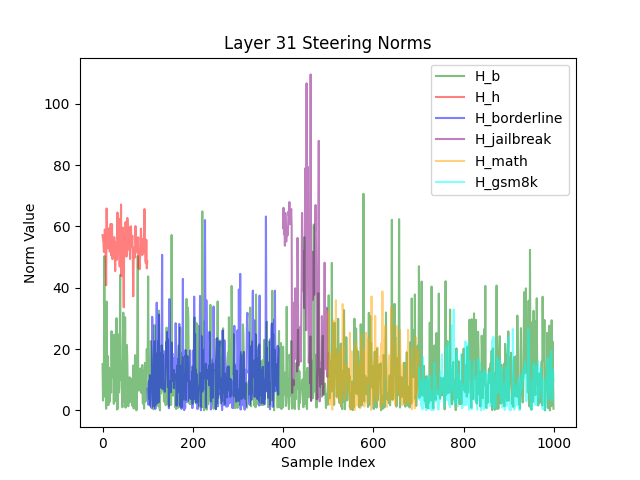 Layer 31 Steering Norms
H_b
H_h
H_borderline
H_jailbreak
H_math
H_gsm8k
Norm Value
100
80
60
40
20
0
0 200 400 600 800 1000
Sample Index